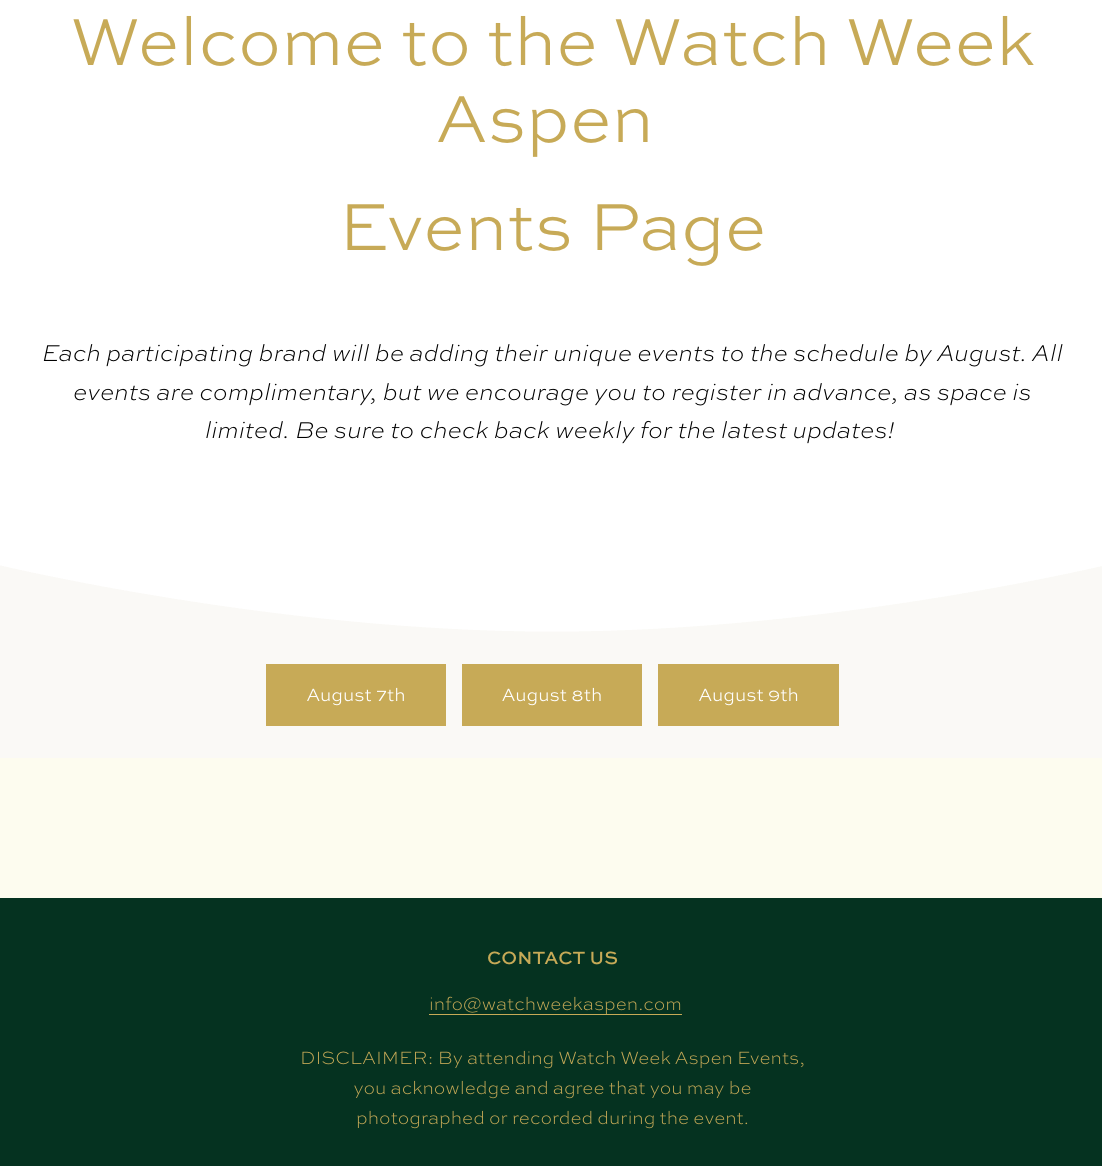 Welcome to the Watch Week
Aspen
Events Page
Each participating brand will be adding their unique events to the schedule by August. All
events are complimentary, but we encourage you to register in advance, as space is
limited. Be sure to check back weekly for the latest updates!
August 7th
August 8th
August 9th
CONTACT US
info@watchweekaspen.com
DISCLAIMER: By attending Watch Week Aspen Events,
you acknowledge and agree that you may be
photographed or recorded during the event.